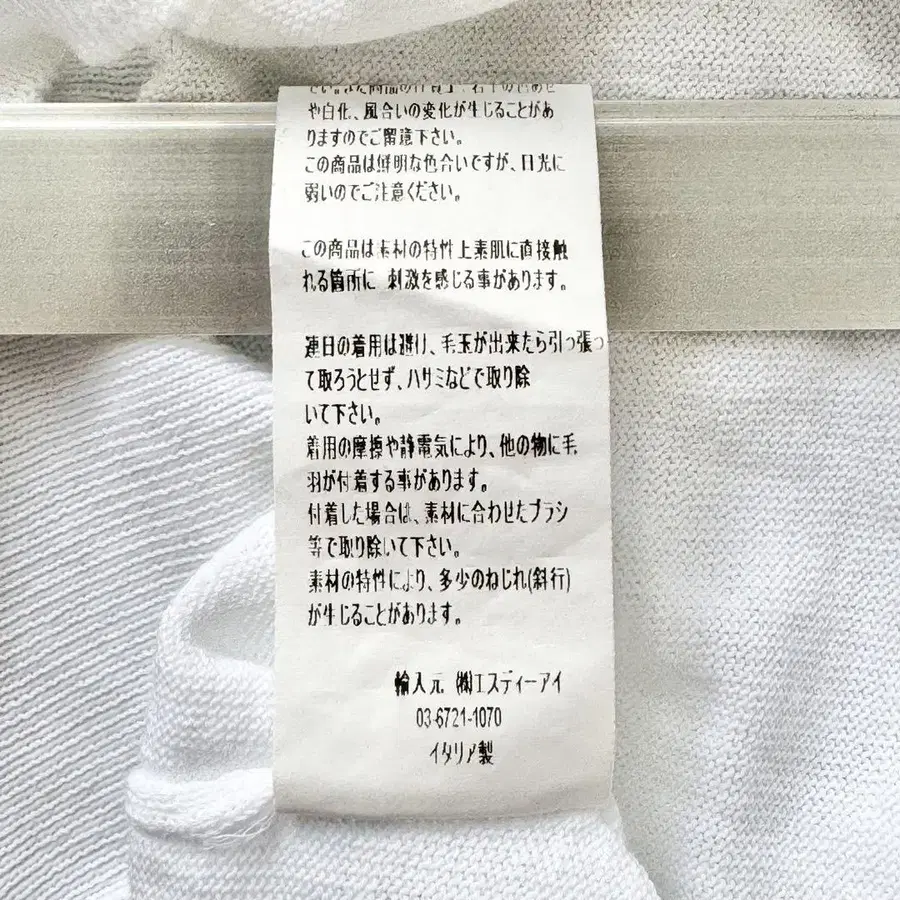 や白化、風合いの変化が生じることがあ
りますのでご留意下さい。
この商品は鮮明な色合いですが、日光に
弱いのでご注意ください。
この商品は素材の特性上素肌に直接触
れる箇所に 刺激を感じる事があります。
連日の着用は避け、毛玉が出来たら引っ張っ
て取ろうとせず、ハサミなどで取り除
いて下さい。
着用の摩擦や静電気により、他の物に毛
羽が付着する事があります。
付着した場合は、素材に合わせたブラシ
等で取り除いて下さい。
素材の特性により、多少のねじれ(斜行)
が生じることがあります。
輸入元 ㈱エスディーアイ
03-6721-1070
イタリア製